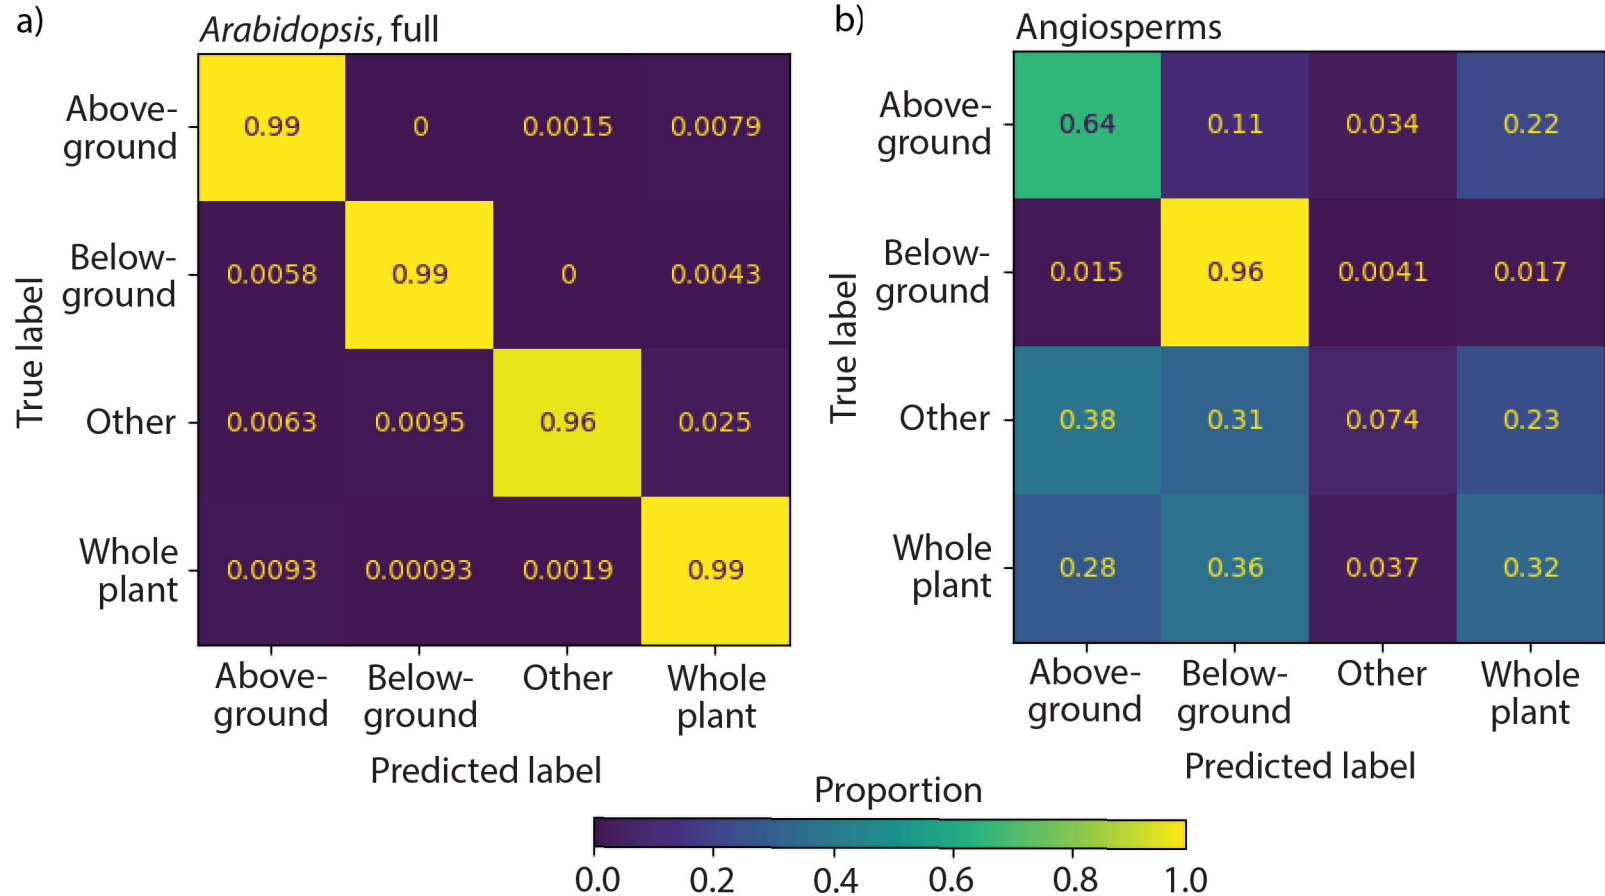 a)
Arabidopsis, full
Above-
ground
0.99 0 0.0015 0.0079
Below-
ground
0.0058 0.99 0 0.0043
Other
0.0063 0.0095 0.96 0.025
Whole
plant
0.0093 0.00093 0.0019 0.99
True label
Above-
ground
Below-
ground
Other
Whole
plant
Predicted label
b)
Angiosperms
Above-
ground
0.64 0.11 0.034 0.22
Below-
ground
0.015 0.96 0.0041 0.017
Other
0.38 0.31 0.074 0.23
Whole
plant
0.28 0.36 0.037 0.32
True label
Above-
ground
Below-
ground
Other
Whole
plant
Predicted label
Proportion
0.0 0.2 0.4 0.6 0.8 1.0